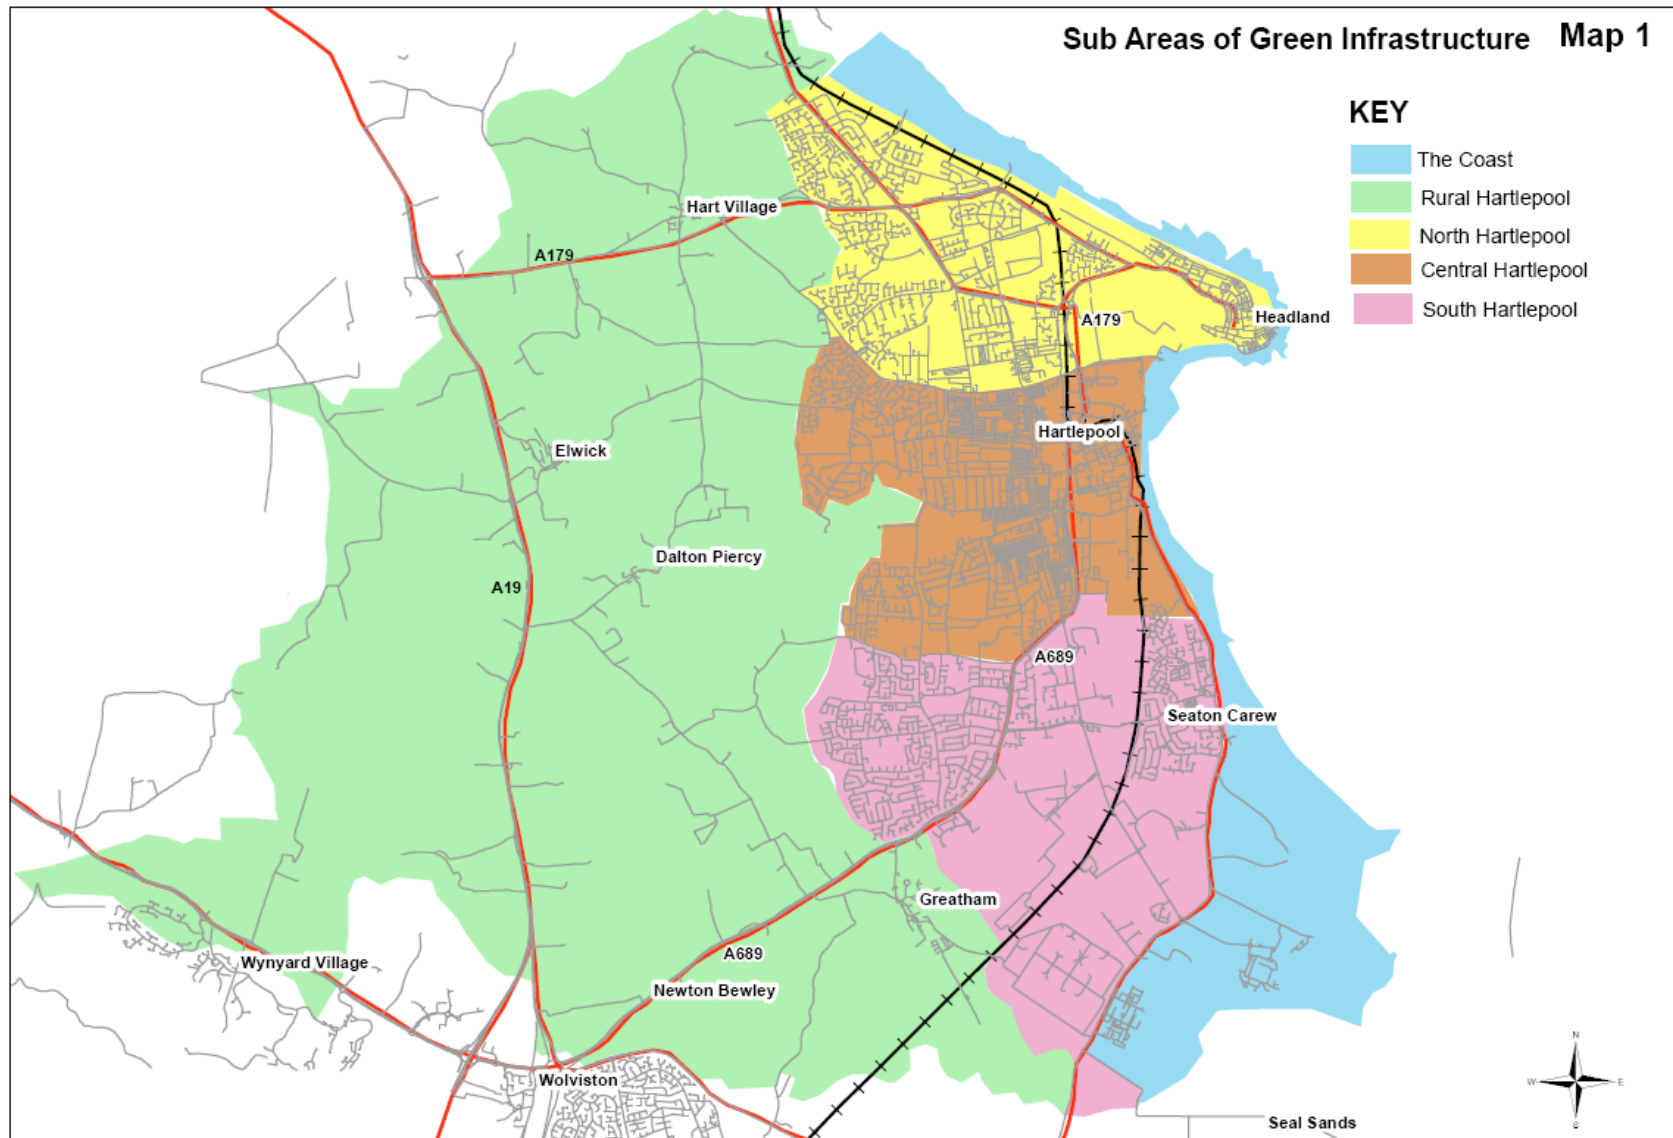 Sub Areas of Green Infrastructure Map 1
KEY
The Coast
Rural Hartlepool
North Hartlepool
Central Hartlepool
South Hartlepool
Hart Village
A179
A179
Headland
Hartlepool
Elwick
Dalton Piercy
A19
A689
Seaton Carew
Greatham
A689
Wynyard Village
Newton Bewley
Wolviston
Seal Sands
N
W
E
S